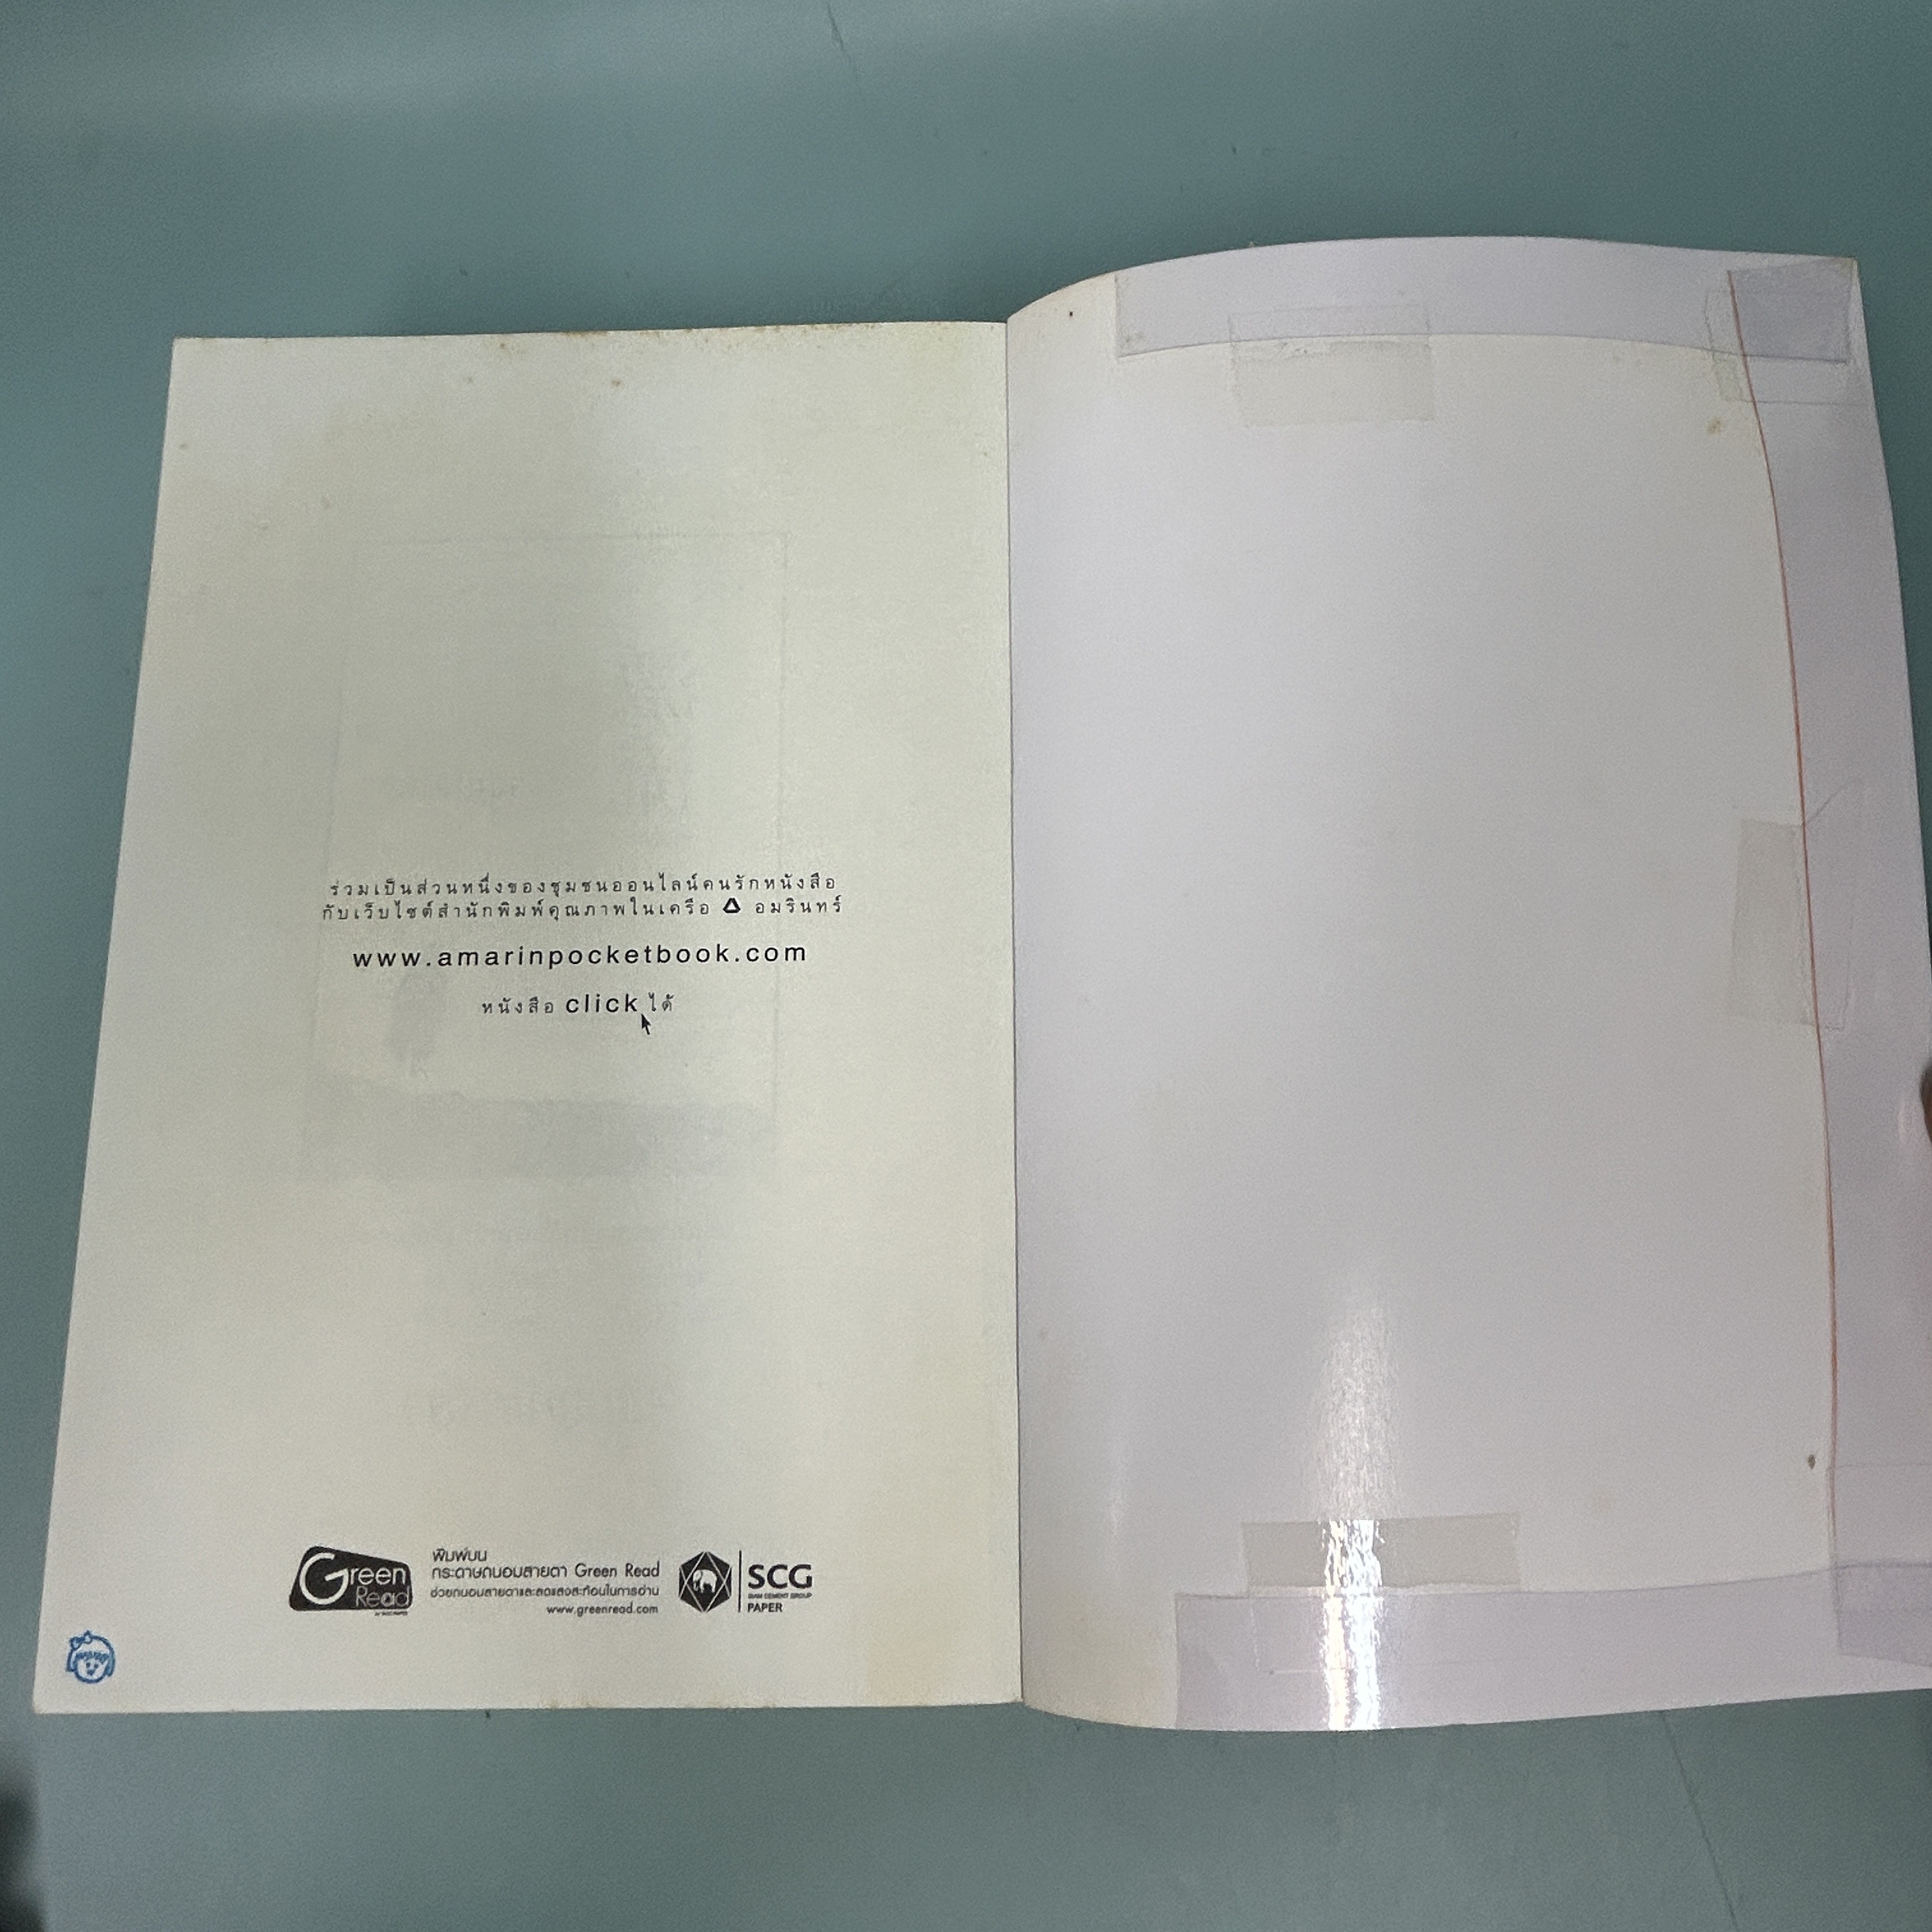 ร่วมเป็นส่วนหนึ่งของชุมชนออนไลน์คนรักหนังสือ
กับเว็บไซต์สำนักพิมพ์คุณภาพในเครือ อมรินทร์
www.amarinpocketbook.com
หนังสือ click ได้
Green Read
พิมพ์บน
กระดาษถนอมสายตา Green Read
ช่วยถนอมสายตาและลดแสงสะท้อนในการอ่าน
www.greenread.com
SCG
SIAM CEMENT GROUP
PAPER